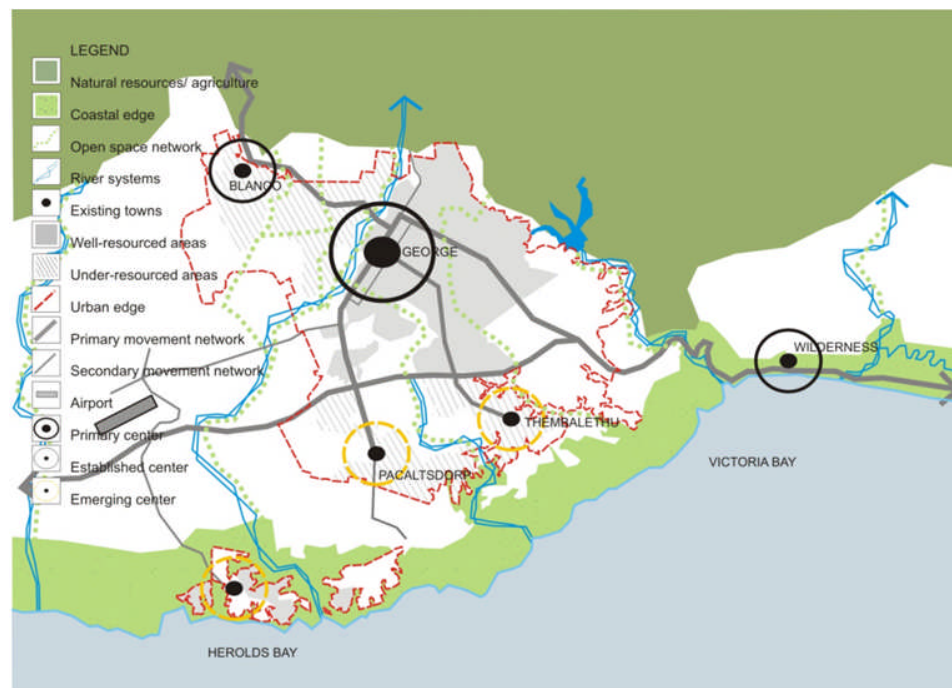 LEGEND
Natural resources/ agriculture
Coastal edge
Open space network
River systems
Existing towns
Well-resourced areas
Under-resourced areas
Urban edge
Primary movement network
Secondary movement network
Airport
Primary center
Established center
Emerging center
BLANCO
GEORGE
WILDERNESS
THEMBALETHU
PACALTSDORP
VICTORIA BAY
HEROLDS BAY